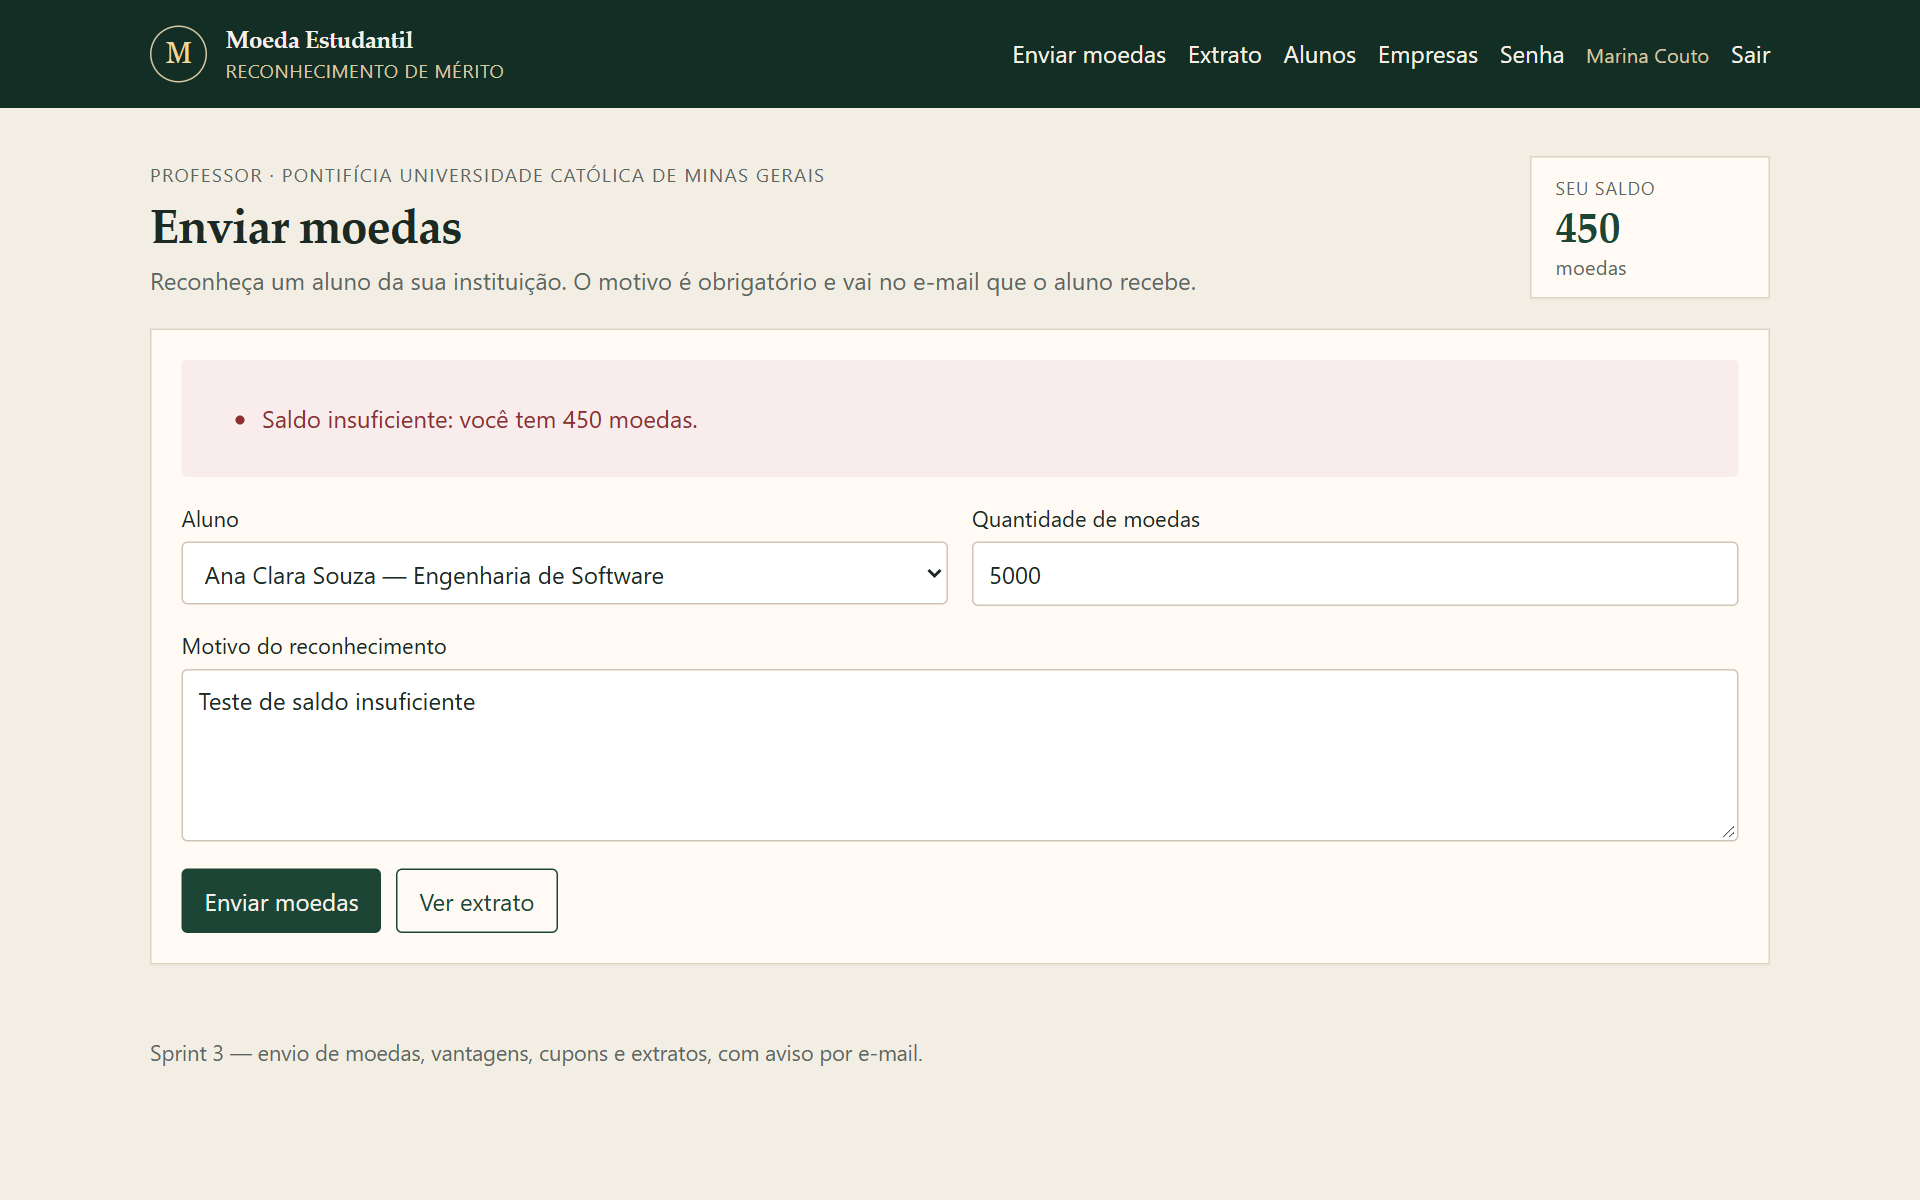 M
Moeda Estudantil
RECONHECIMENTO DE MÉRITO
Enviar moedas Extrato Alunos Empresas Senha Marina Couto Sair
PROFESSOR · PONTIFÍCIA UNIVERSIDADE CATÓLICA DE MINAS GERAIS
Enviar moedas
Reconheça um aluno da sua instituição. O motivo é obrigatório e vai no e-mail que o aluno recebe.
SEU SALDO
450
moedas
Saldo insuficiente: você tem 450 moedas.
Aluno
Ana Clara Souza — Engenharia de Software
Quantidade de moedas
5000
Motivo do reconhecimento
Teste de saldo insuficiente
Enviar moedas
Ver extrato
Sprint 3 — envio de moedas, vantagens, cupons e extratos, com aviso por e-mail.